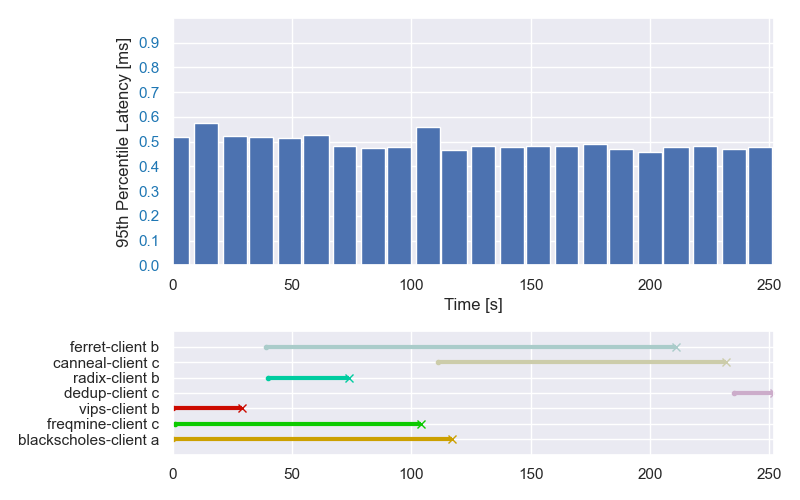 95th Percentile Latency [ms]
0.9
0.8
0.7
0.6
0.5
0.4
0.3
0.2
0.1
0.0
0 50 100 150 200 250
Time [s]
ferret-client b
canneal-client c
radix-client b
dedup-client c
vips-client b
freqmine-client c
blackscholes-client a
0 50 100 150 200 250